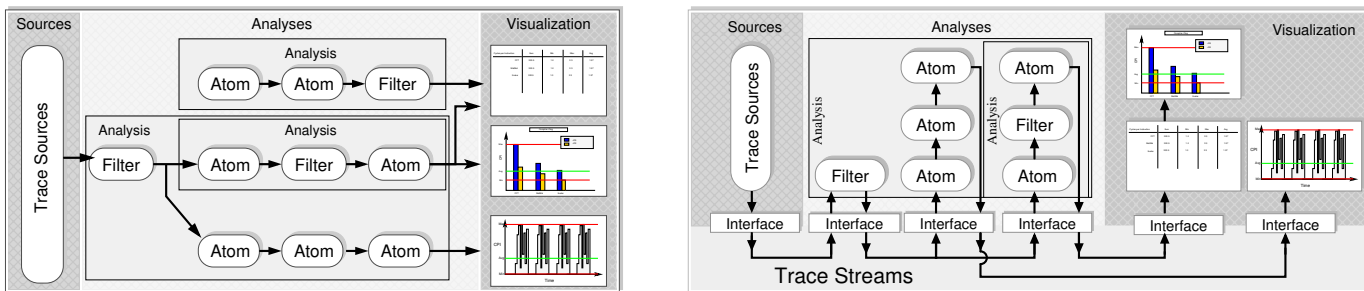 Sources
Analyses
Visualization
Trace Sources
Analysis
Atom
Atom
Filter
Analysis
Analysis
Filter
Atom
Filter
Atom
Atom
Atom
Atom
CPI
CPI
Time
Sources
Analyses
Visualization
Trace Sources
Analysis
Analysis
Atom
Atom
Atom
Filter
Filter
Atom
Atom
CPI
CPI
Time
Interface
Interface
Interface
Interface
Interface
Interface
Trace Streams